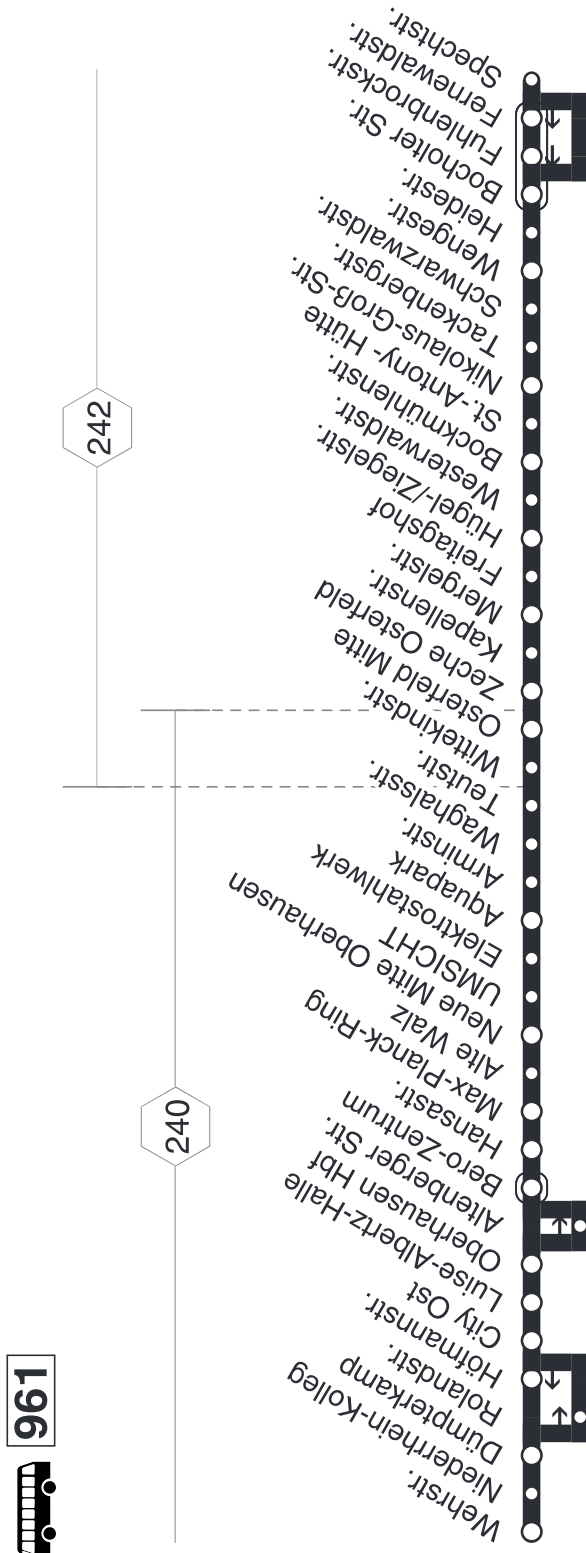 961
240
242
Wehrstr.
Niederrhein-Kolleg
Dümpterkamp
Rolandstr.
Höfmannstr.
City Ost
Luise-Albertz-Halle
Oberhausen Hbf
Altenberger Str.
Bero-Zentrum
Hansastr.
Max-Planck-Ring
Alte Walz
Neue Mitte Oberhausen
UMSICHT
Elektrostahlwerk
Aquapark
Arminstr.
Waghalsstr.
Teutstr.
Wittekindstr.
Osterfeld Mitte
Zeche Osterfeld
Kapellenstr.
Mergelstr.
Freitagshof
Hügel-/Ziegelstr.
Westerwaldstr.
Bockmühlenstr.
St.-Antony- Hütte
Nikolaus-Groß-Str.
Tackenbergstr.
Schwarzwaldstr.
Wengestr.
Heidestr.
Bocholter Str.
Fuhlenbrockstr.
Fernewaldstr.
Spechtstr.